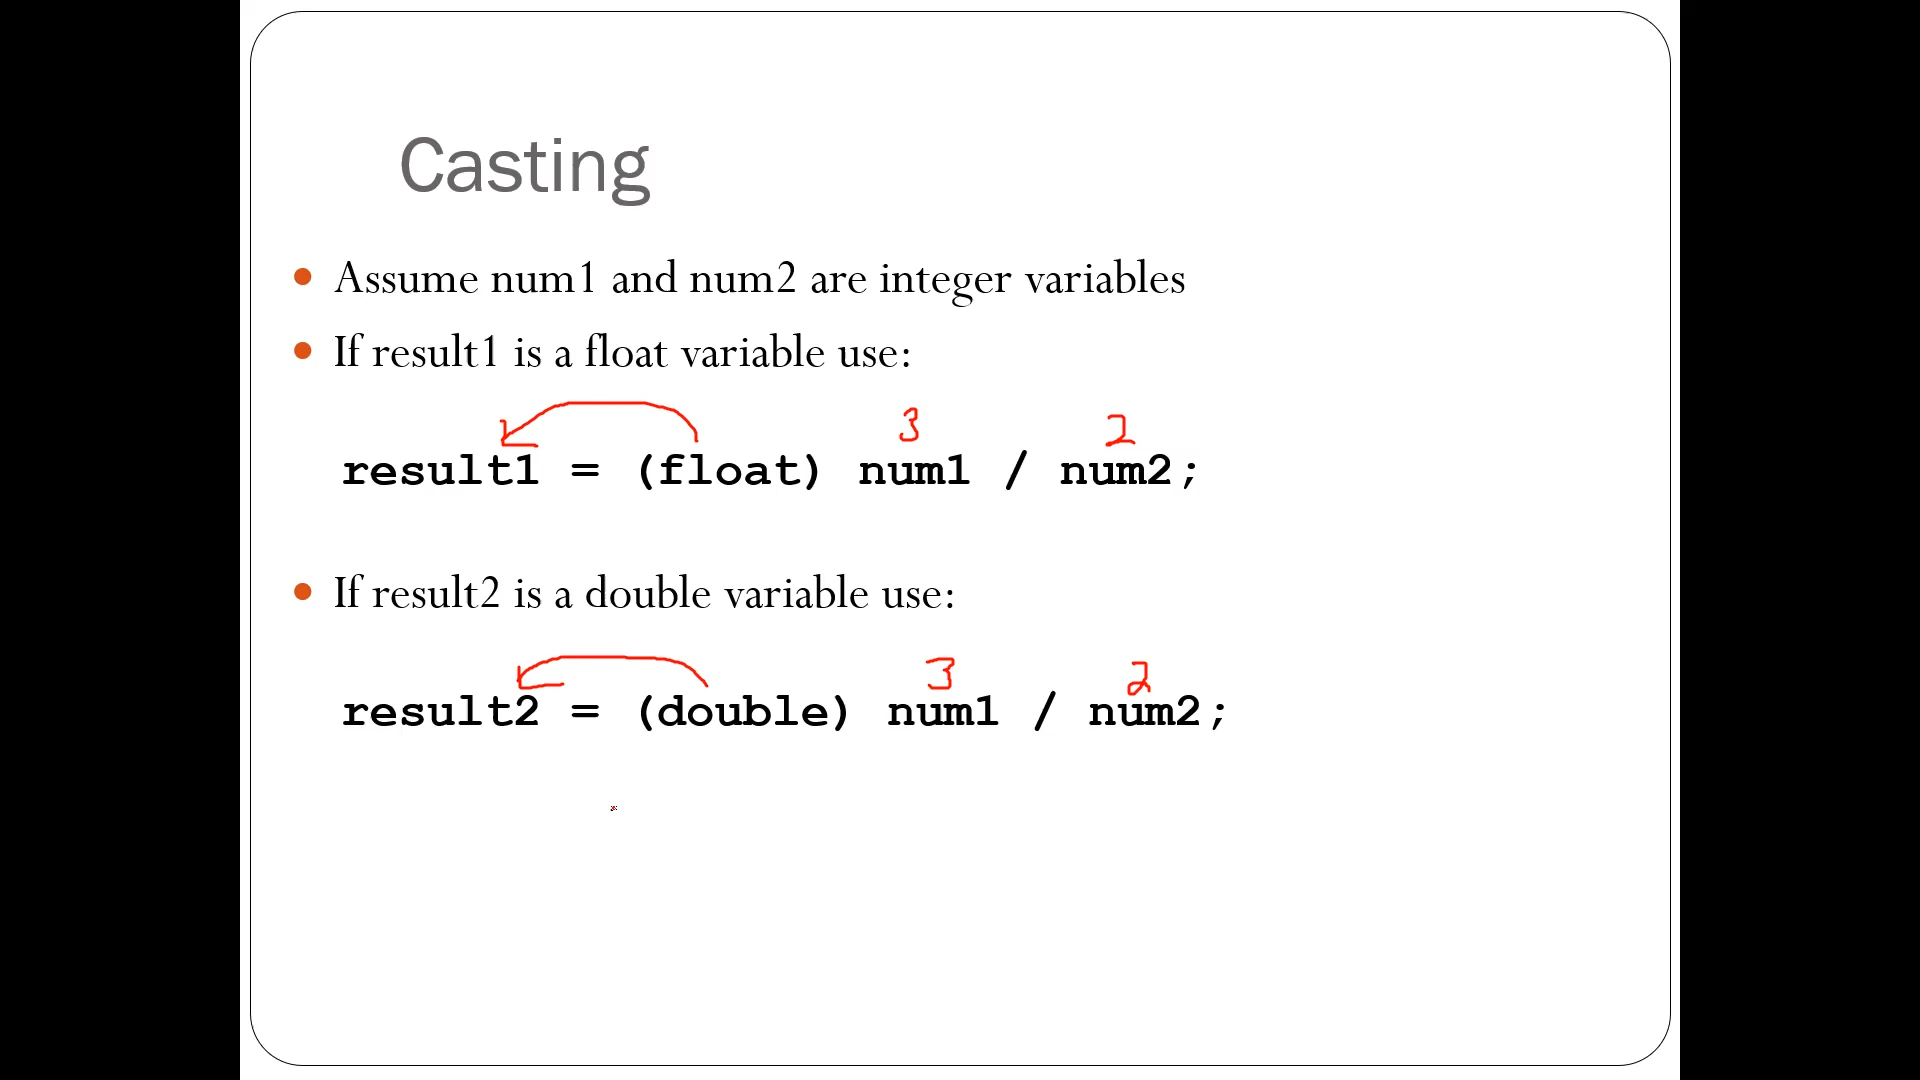 Casting
• Assume num1 and num2 are integer variables
• If result1 is a float variable use:
3 2
result1 = (float) num1 / num2;
• If result2 is a double variable use:
3 2
result2 = (double) num1 / num2;